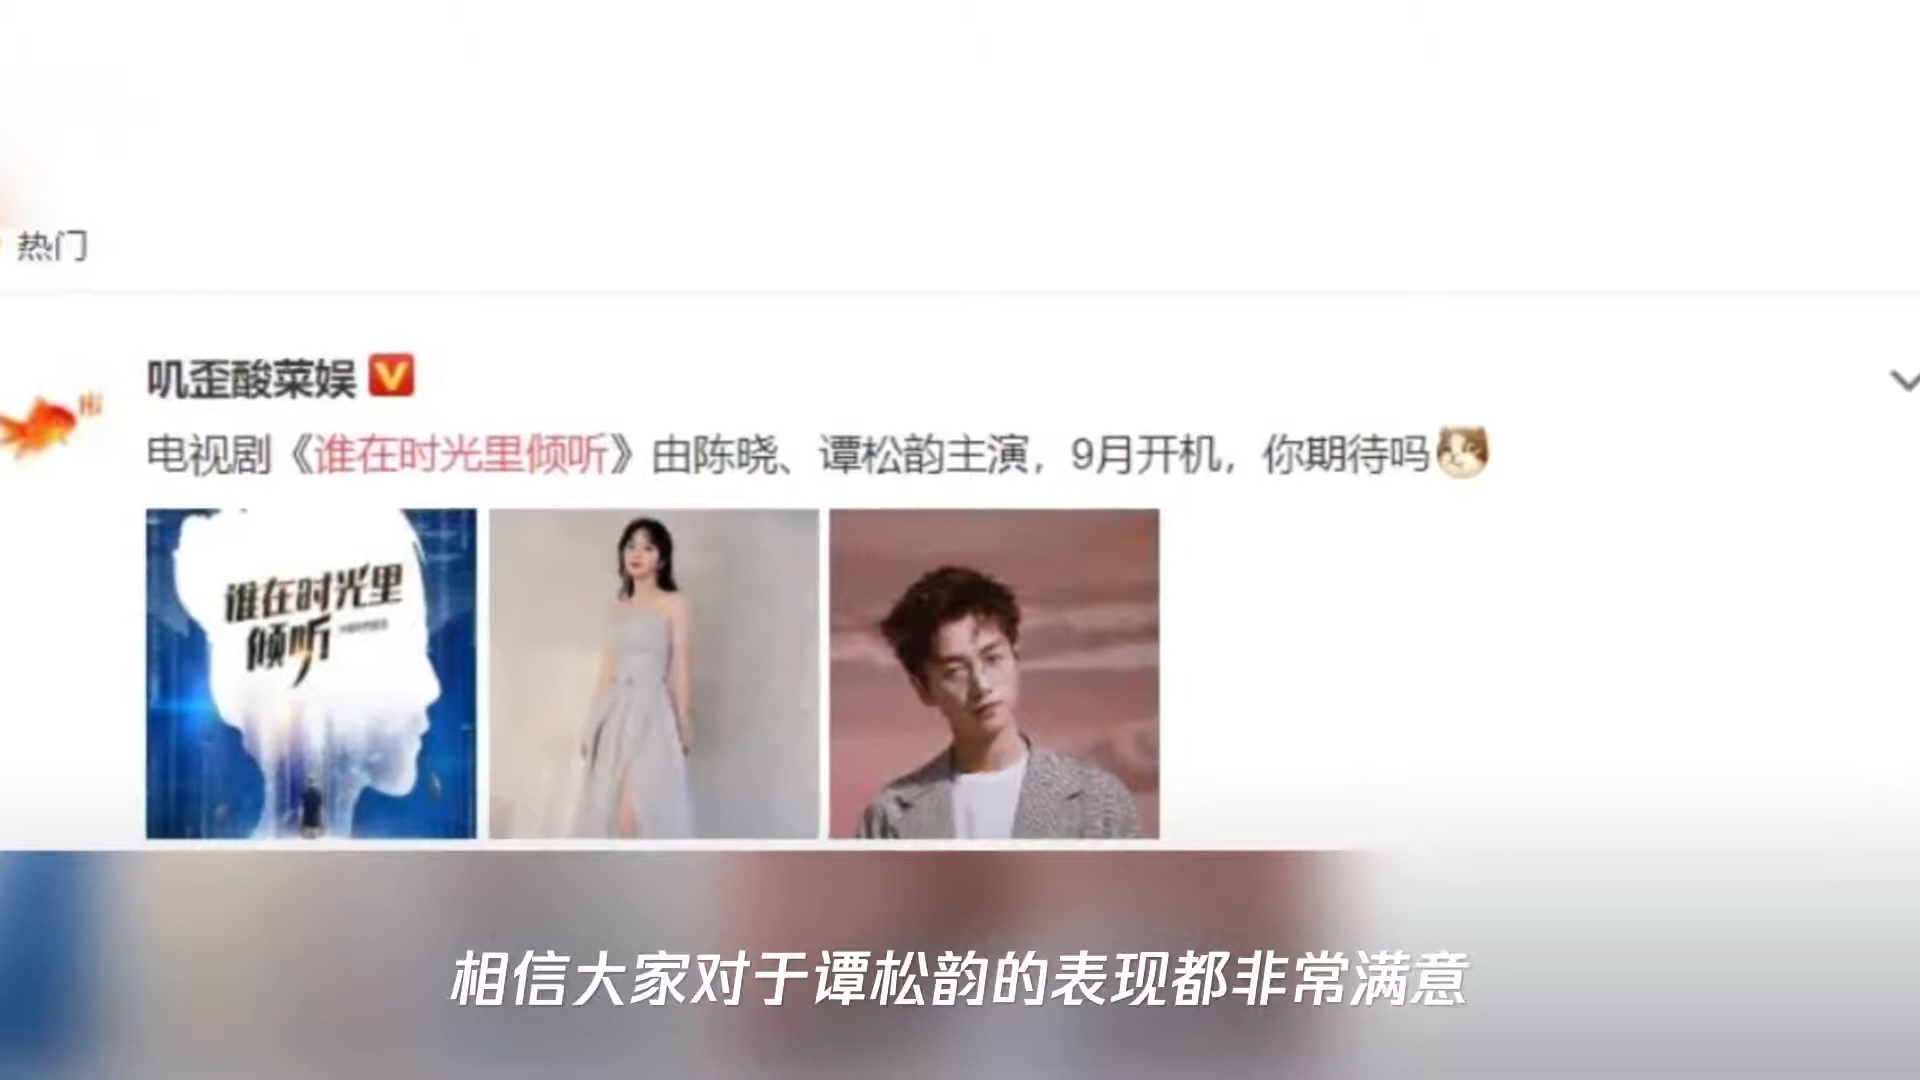 热门
叽歪酸菜娱
电视剧《谁在时光里倾听》由陈晓、谭松韵主演，9月开机，你期待吗
谁在时光里
倾听
相信大家对于谭松韵的表现都非常满意